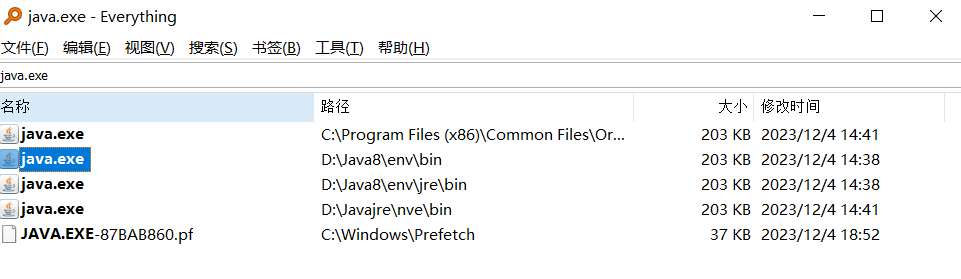 java.exe - Everything
文件(F) 编辑(E) 视图(V) 搜索(S) 书签(B) 工具(T) 帮助(H)
java.exe
名称 路径 大小 修改时间
java.exe C:\Program Files (x86)\Common Files\Or... 203 KB 2023/12/4 14:41
java.exe D:\Java8\env\bin 203 KB 2023/12/4 14:38
java.exe D:\Java8\env\jre\bin 203 KB 2023/12/4 14:38
java.exe D:\Javajre\nve\bin 203 KB 2023/12/4 14:41
JAVA.EXE-87BAB860.pf C:\Windows\Prefetch 37 KB 2023/12/4 18:52